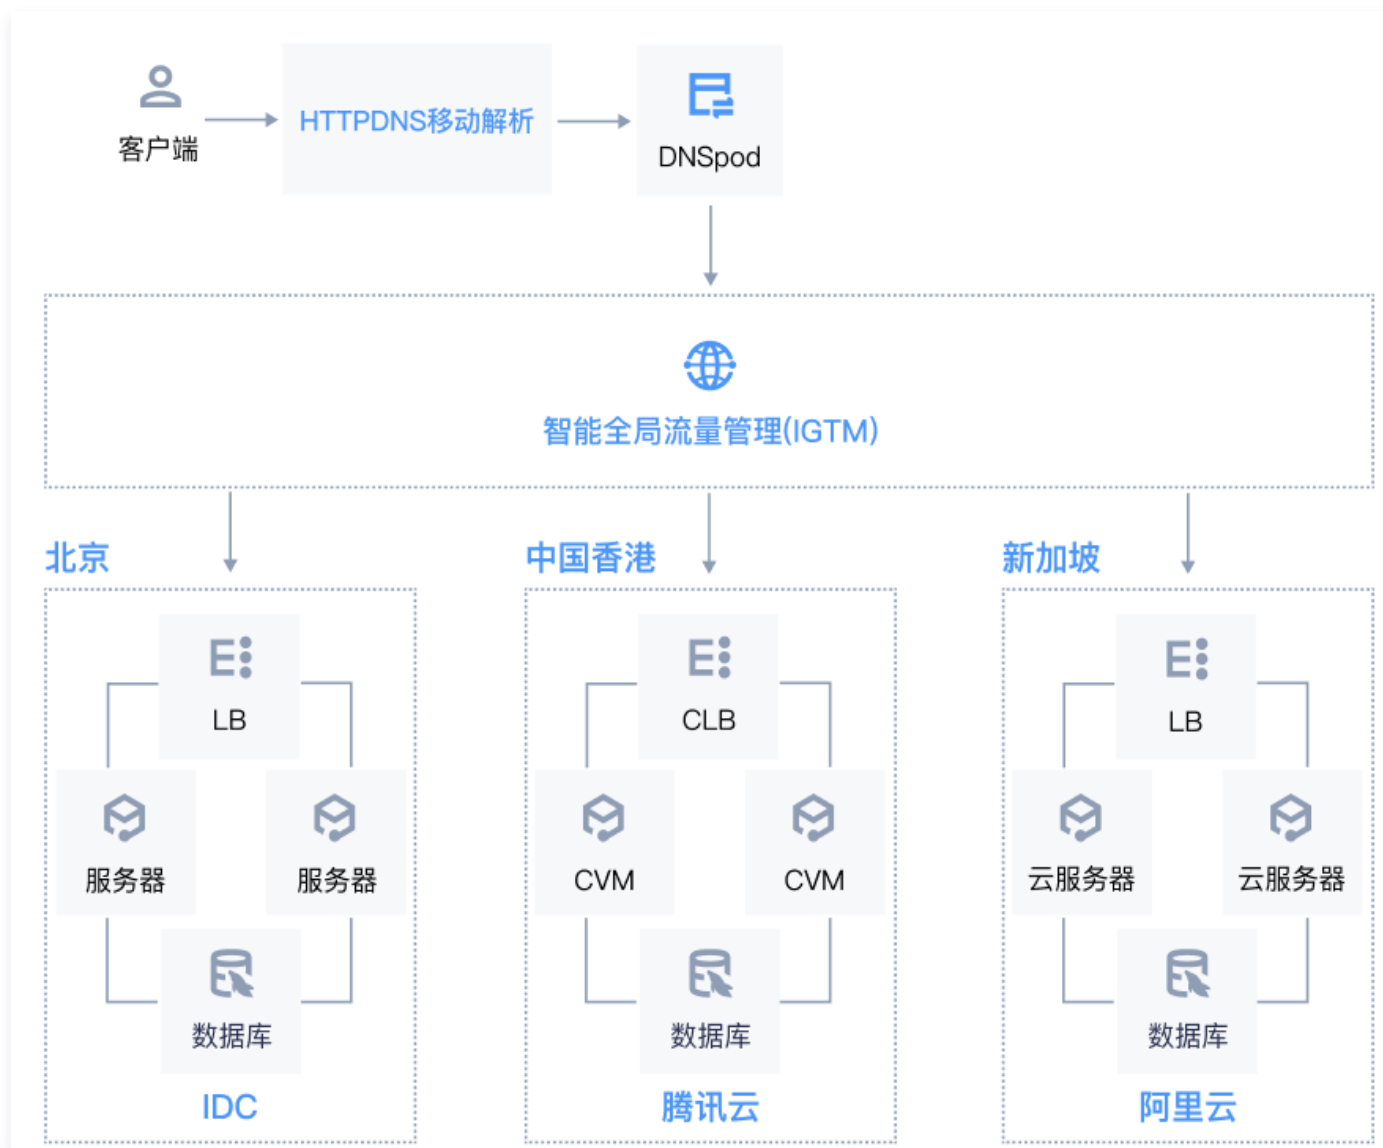 客户端
HTTPDNS移动解析
DNSpod
智能全局流量管理(IGTM)
北京
中国香港
新加坡
LB
CLB
LB
服务器
服务器
CVM
CVM
云服务器
云服务器
数据库
数据库
数据库
IDC
腾讯云
阿里云